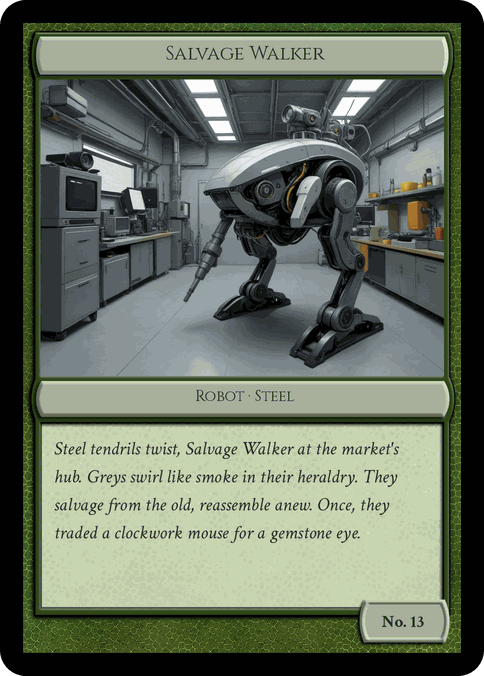 Salvage Walker
Robot · Steel
Steel tendrils twist, Salvage Walker at the market's
hub. Greys swirl like smoke in their heraldry. They
salvage from the old, reassemble anew. Once, they
traded a clockwork mouse for a gemstone eye.
No. 13